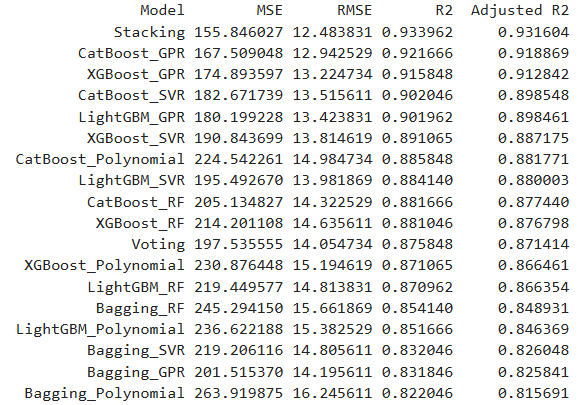 Model MSE RMSE R2 Adjusted R2
Stacking 155.846027 12.483831 0.933962 0.931604
CatBoost_GPR 167.509048 12.942529 0.921666 0.918869
XGBoost_GPR 174.893597 13.224734 0.915848 0.912842
CatBoost_SVR 182.671739 13.515611 0.902046 0.898548
LightGBM_GPR 180.199228 13.423831 0.901962 0.898461
XGBoost_SVR 190.843699 13.814619 0.891065 0.887175
CatBoost_Polynomial 224.542261 14.984734 0.885848 0.881771
LightGBM_SVR 195.492670 13.981869 0.884140 0.880003
CatBoost_RF 205.134827 14.322529 0.881666 0.877440
XGBoost_RF 214.201108 14.635611 0.881046 0.876798
Voting 197.535555 14.054734 0.875848 0.871414
XGBoost_Polynomial 230.876448 15.194619 0.871065 0.866461
LightGBM_RF 219.449577 14.813831 0.870962 0.866354
Bagging_RF 245.294150 15.661869 0.854140 0.848931
LightGBM_Polynomial 236.622188 15.382529 0.851666 0.846369
Bagging_SVR 219.206116 14.805611 0.832046 0.826048
Bagging_GPR 201.515370 14.195611 0.831846 0.825841
Bagging_Polynomial 263.919875 16.245611 0.822046 0.815691